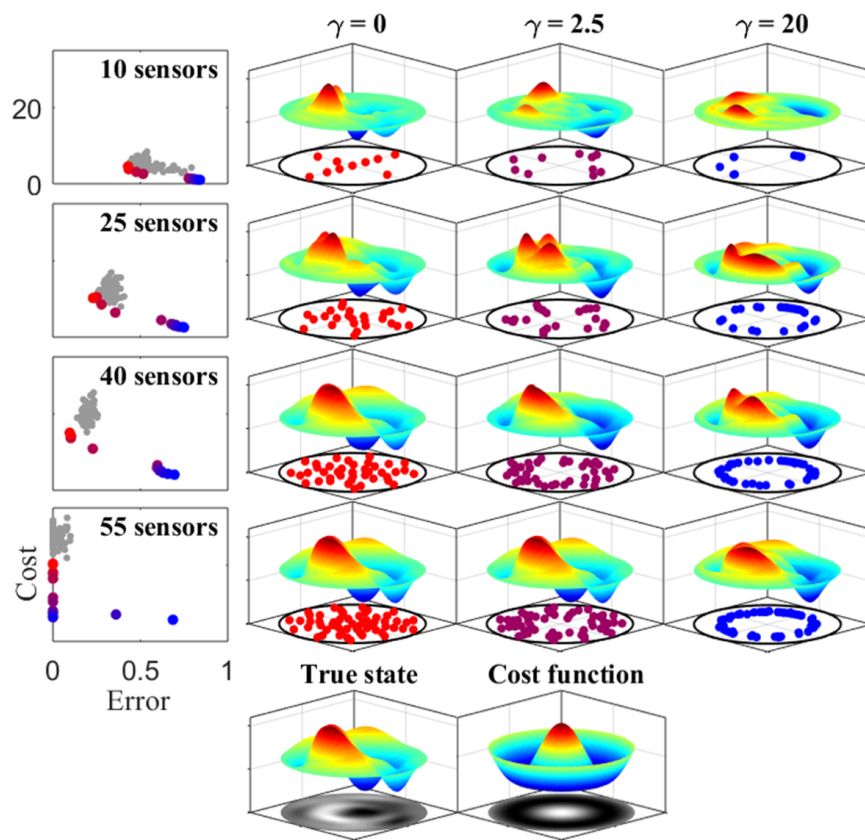 γ = 0 γ = 2.5 γ = 20
10 sensors
20
0
25 sensors
40 sensors
55 sensors
Cost
0 0.5 1
Error
True state Cost function